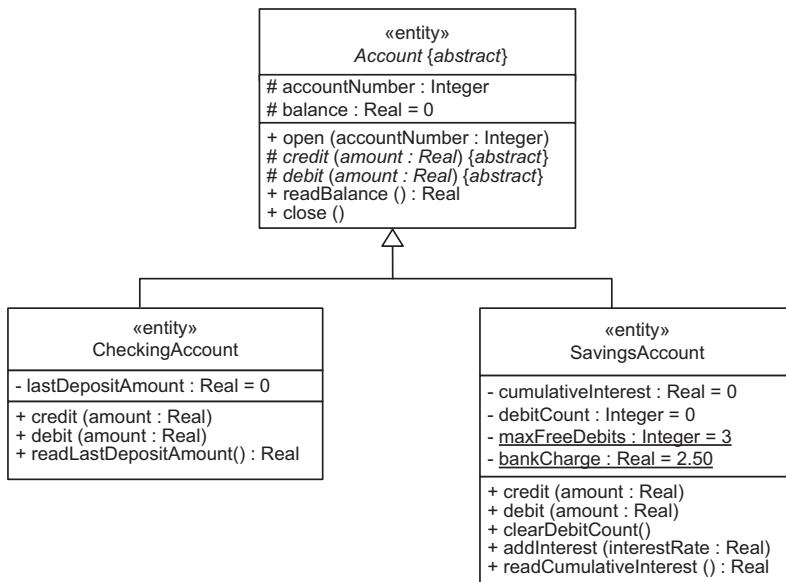 «entity»
Account {abstract}
# accountNumber : Integer
# balance : Real = 0
+ open (accountNumber : Integer)
# credit (amount : Real) {abstract}
# debit (amount : Real) {abstract}
+ readBalance () : Real
+ close ()
«entity»
CheckingAccount
- lastDepositAmount : Real = 0
+ credit (amount : Real)
+ debit (amount : Real)
+ readLastDepositAmount() : Real
«entity»
SavingsAccount
- cumulativeInterest : Real = 0
- debitCount : Integer = 0
- maxFreeDebits : Integer = 3
- bankCharge : Real = 2.50
+ credit (amount : Real)
+ debit (amount : Real)
+ clearDebitCount()
+ addInterest (interestRate : Real)
+ readCumulativeInterest () : Real